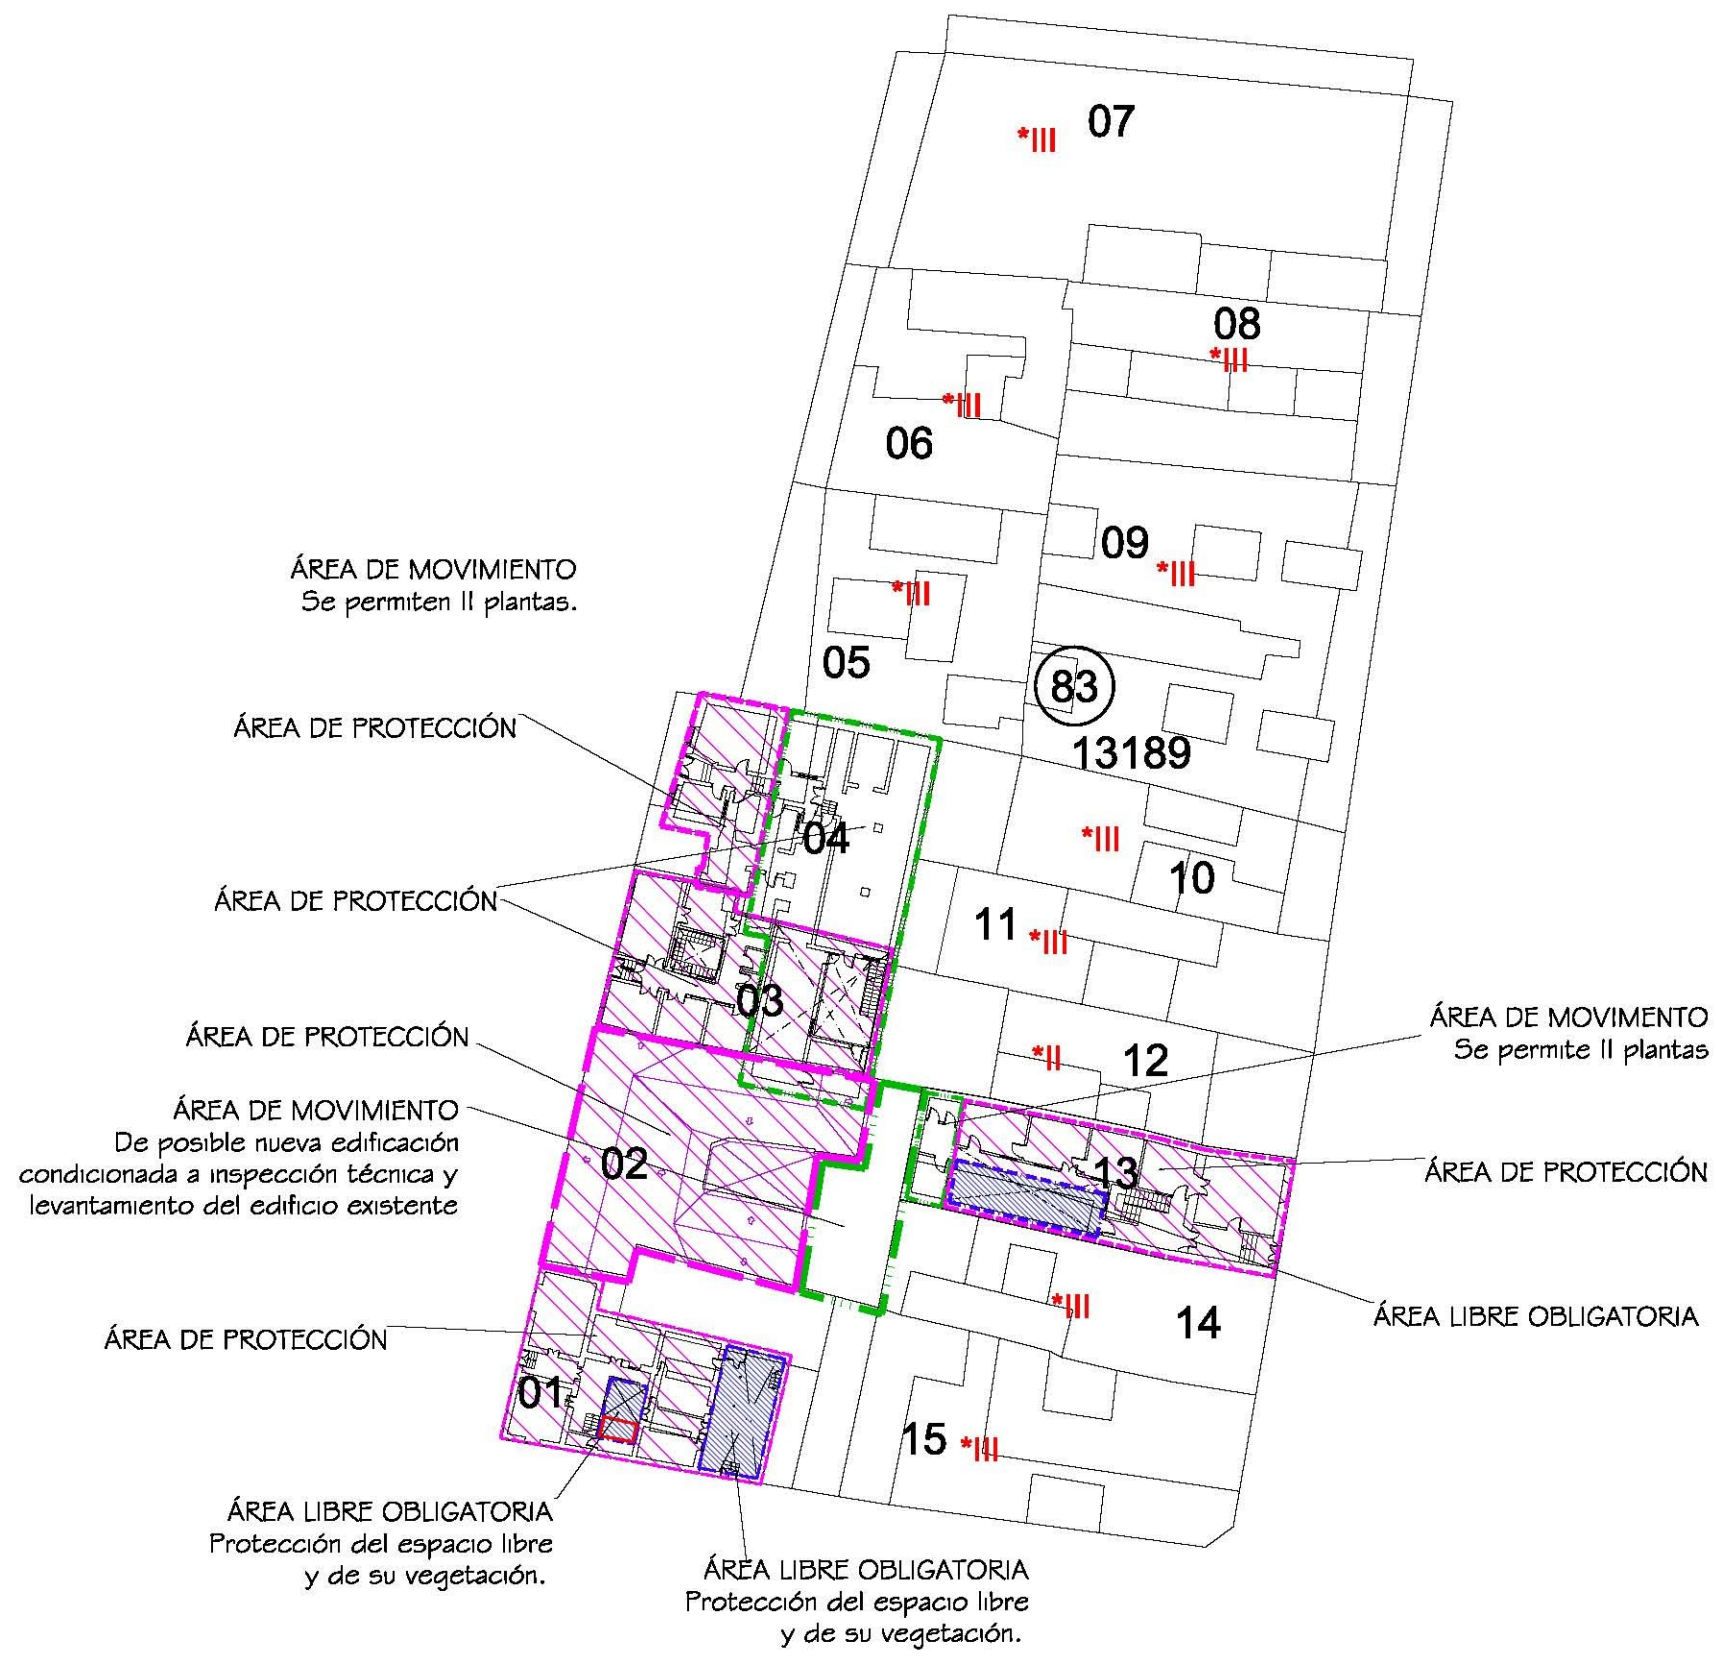 07
*III
08
*III
*III
06
09
*III
ÁREA DE MOVIMIENTO
Se permiten II plantas.
*III
05
83
13189
ÁREA DE PROTECCIÓN
04
*III
10
ÁREA DE PROTECCIÓN
11
*III
03
ÁREA DE MOVIMENTO
Se permite II plantas
ÁREA DE PROTECCIÓN
*II
12
ÁREA DE MOVIMIENTO
De posible nueva edificación
condicionada a inspección técnica y
levantamiento del edificio existente
02
13
ÁREA DE PROTECCIÓN
*III
14
ÁREA LIBRE OBLIGATORIA
ÁREA DE PROTECCIÓN
01
15
*III
ÁREA LIBRE OBLIGATORIA
Protección del espacio libre
y de su vegetación.
ÁREA LIBRE OBLIGATORIA
Protección del espacio libre
y de su vegetación.